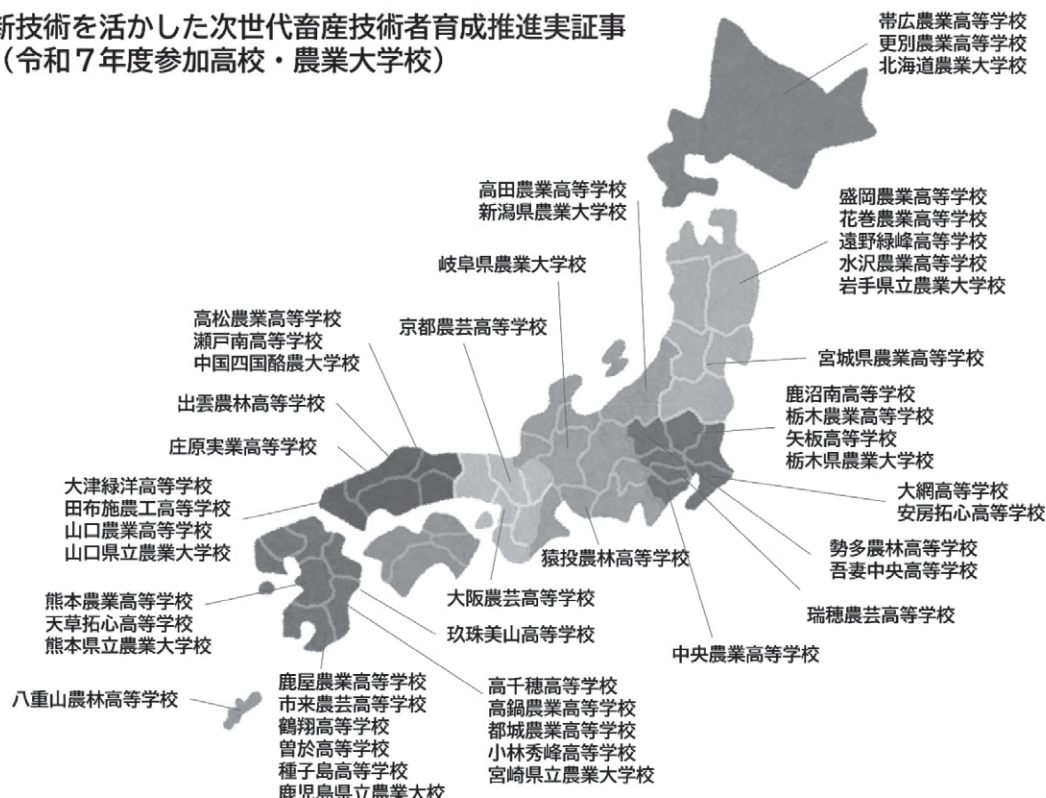 新技術を活かした次世代畜産技術者育成推進実証事
（令和７年度参加高校・農業大学校）
帯広農業高等学校
更別農業高等学校
北海道農業大学校
高田農業高等学校
新潟県農業大学校
盛岡農業高等学校
花巻農業高等学校
遠野緑峰高等学校
水沢農業高等学校
岩手県立農業大学校
岐阜県農業大学校
高松農業高等学校
瀬戸南高等学校
中国四国酪農大学校
京都農芸高等学校
宮城県農業高等学校
出雲農林高等学校
鹿沼南高等学校
栃木農業高等学校
矢板高等学校
栃木県農業大学校
庄原実業高等学校
大津緑洋高等学校
田布施農工高等学校
山口農業高等学校
山口県立農業大学校
大網高等学校
安房拓心高等学校
猿投農林高等学校
勢多農林高等学校
吾妻中央高等学校
熊本農業高等学校
天草拓心高等学校
熊本県立農業大学校
大阪農芸高等学校
瑞穂農芸高等学校
玖珠美山高等学校
中央農業高等学校
八重山農林高等学校
鹿屋農業高等学校
市来農芸高等学校
鶴翔高等学校
曽於高等学校
種子島高等学校
鹿児島県立農業大校
高千穂高等学校
高鍋農業高等学校
都城農業高等学校
小林秀峰高等学校
宮崎県立農業大学校